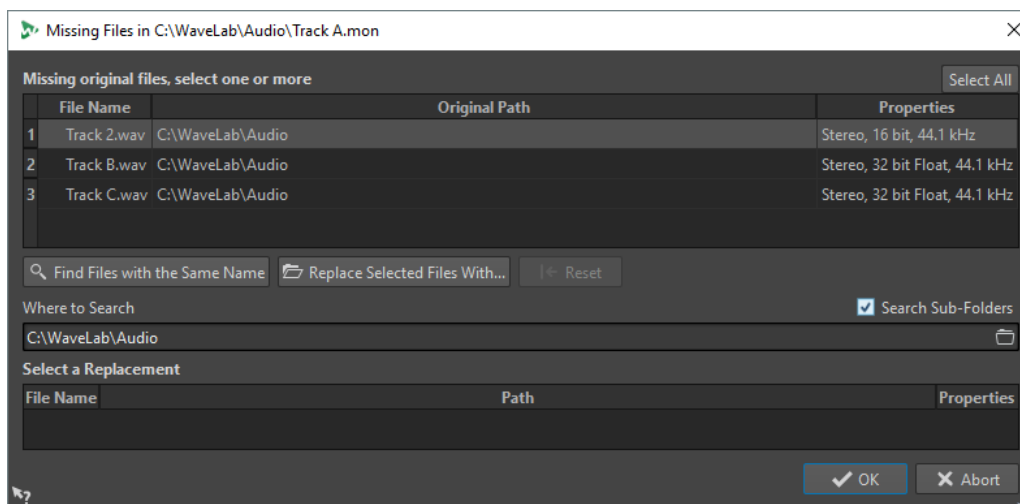 Missing Files in C:\WaveLab\Audio\Track A.mon
Missing original files, select one or more Select All
File Name Original Path Properties
1 Track 2.wav C:\WaveLab\Audio Stereo, 16 bit, 44.1 kHz
2 Track B.wav C:\WaveLab\Audio Stereo, 32 bit Float, 44.1 kHz
3 Track C.wav C:\WaveLab\Audio Stereo, 32 bit Float, 44.1 kHz
Find Files with the Same Name Replace Selected Files With... Reset
Where to Search Search Sub-Folders
C:\WaveLab\Audio
Select a Replacement
File Name Path Properties
OK Abort
?